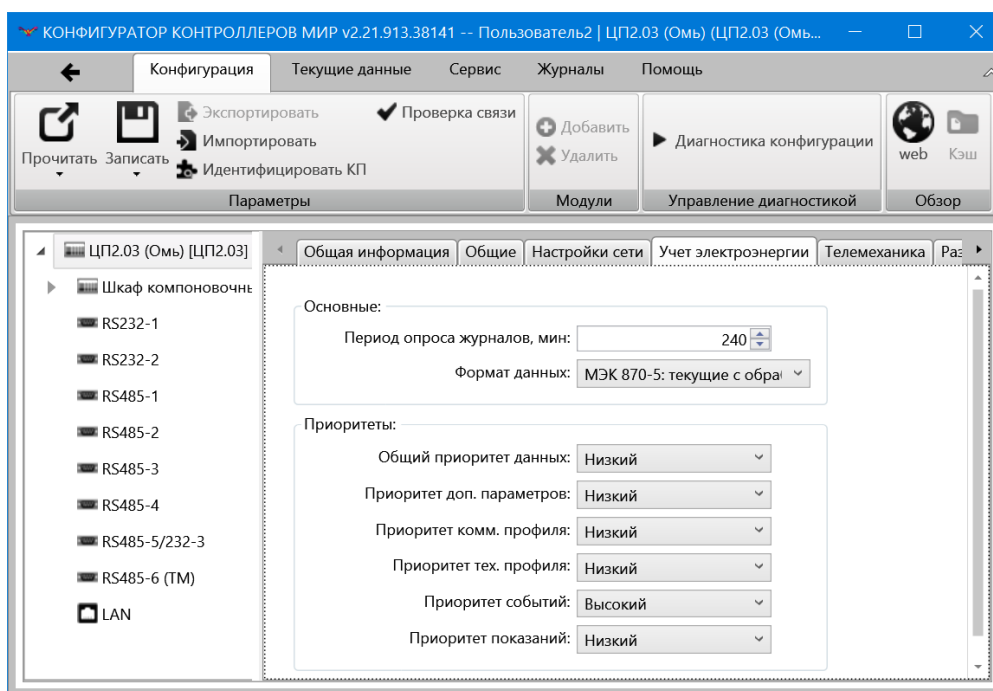 КОНФИГУРАТОР КОНТРОЛЛЕРОВ МИР v2.21.913.38141 -- Пользователь2 | ЦП2.03 (Омь) (ЦП2.03 (Омь...
Конфигурация Текущие данные Сервис Журналы Помощь
Прочитать Записать
Экспортировать
Импортировать
Идентифицировать КП
Проверка связи
Параметры
Добавить
Удалить
Модули
Диагностика конфигурации
Управление диагностикой
web Кэш
Обзор
ЦП2.03 (Омь) [ЦП2.03]
Шкаф компоновочны
RS232-1
RS232-2
RS485-1
RS485-2
RS485-3
RS485-4
RS485-5/232-3
RS485-6 (ТМ)
LAN
Общая информация Общие Настройки сети Учет электроэнергии Телемеханика Раз
Основные:
Период опроса журналов, мин: 240
Формат данных: МЭК 870-5: текущие с обра
Приоритеты:
Общий приоритет данных: Низкий
Приоритет доп. параметров: Низкий
Приоритет комм. профиля: Низкий
Приоритет тех. профиля: Низкий
Приоритет событий: Высокий
Приоритет показаний: Низкий